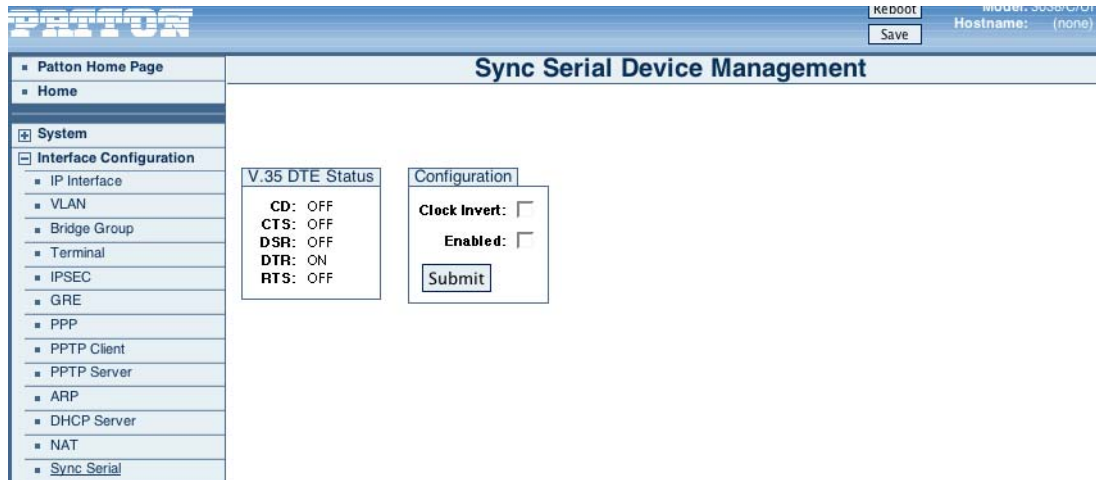 PATTON
Reboot
Save
Hostname: (none)
Patton Home Page
Home
System
Interface Configuration
IP Interface
VLAN
Bridge Group
Terminal
IPSEC
GRE
PPP
PPTP Client
PPTP Server
ARP
DHCP Server
NAT
Sync Serial
Sync Serial Device Management
V.35 DTE Status
CD: OFF
CTS: OFF
DSR: OFF
DTR: ON
RTS: OFF
Configuration
Clock Invert:
Enabled:
Submit